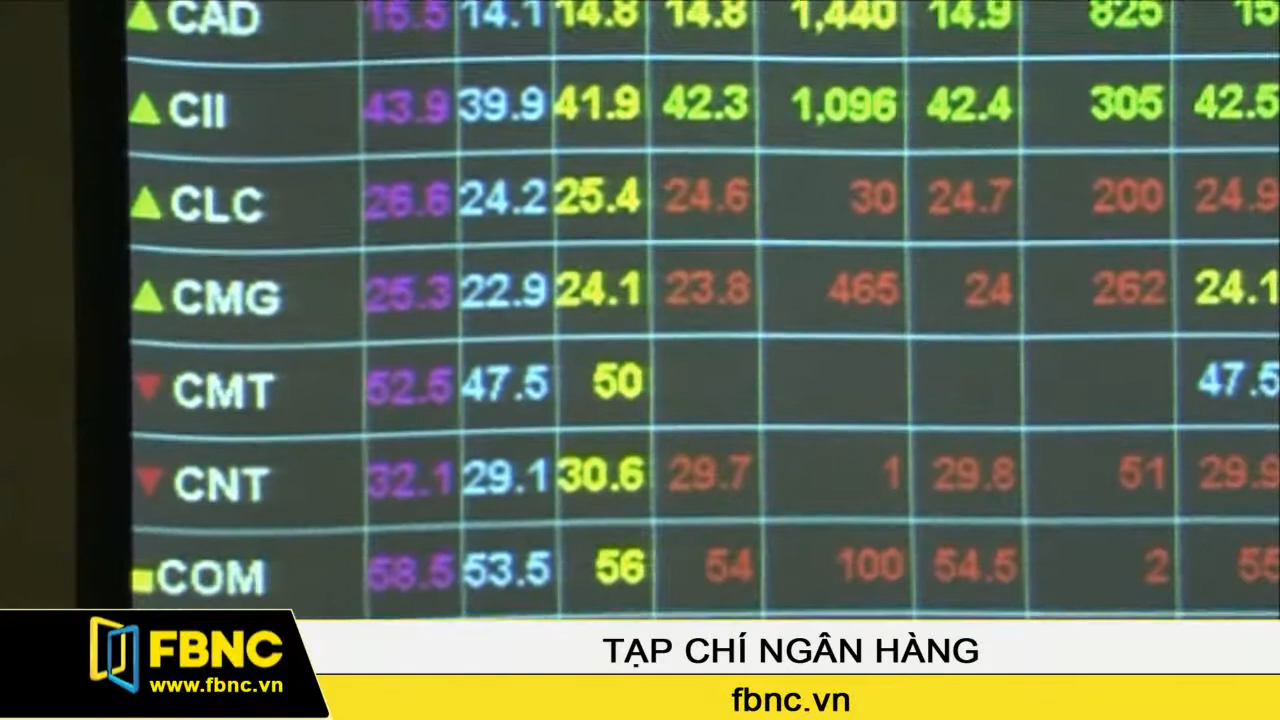 CAD 15.5 14.1 14.8 14.8 1,440 14.9 825 15
CII 43.9 39.9 41.9 42.3 1,096 42.4 305 42.5
CLC 26.6 24.2 25.4 24.6 30 24.7 200 24.9
CMG 25.3 22.9 24.1 23.8 465 24 262 24.1
CMT 52.5 47.5 50 47.5
CNT 32.1 29.1 30.6 29.7 1 29.8 51 29.9
COM 58.5 53.5 56 54 100 54.5 2 55
FBNC
www.fbnc.vn
TẠP CHÍ NGÂN HÀNG
fbnc.vn